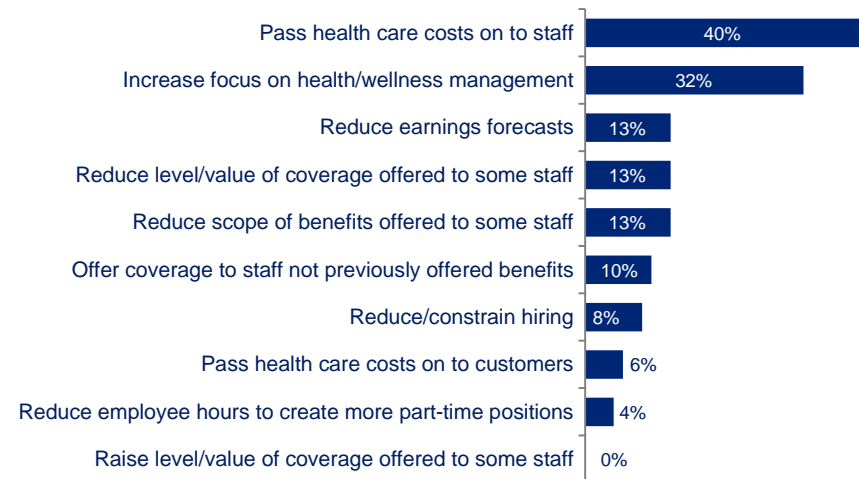 Pass health care costs on to staff 40%
Increase focus on health/wellness management 32%
Reduce earnings forecasts 13%
Reduce level/value of coverage offered to some staff 13%
Reduce scope of benefits offered to some staff 13%
Offer coverage to staff not previously offered benefits 10%
Reduce/constrain hiring 8%
Pass health care costs on to customers 6%
Reduce employee hours to create more part-time positions 4%
Raise level/value of coverage offered to some staff 0%